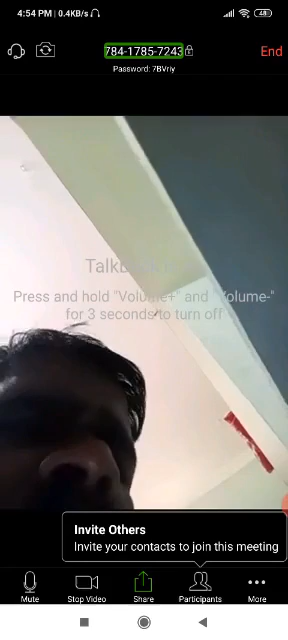 4:54 PM | 0.4KB/s
48
784-1785-7243
End
Password: 7BVriy
Press and hold "Volume+" and "Volume-"
for 3 seconds to turn off
Invite Others
Invite your contacts to join this meeting
Mute
Stop Video
Share
Participants
More